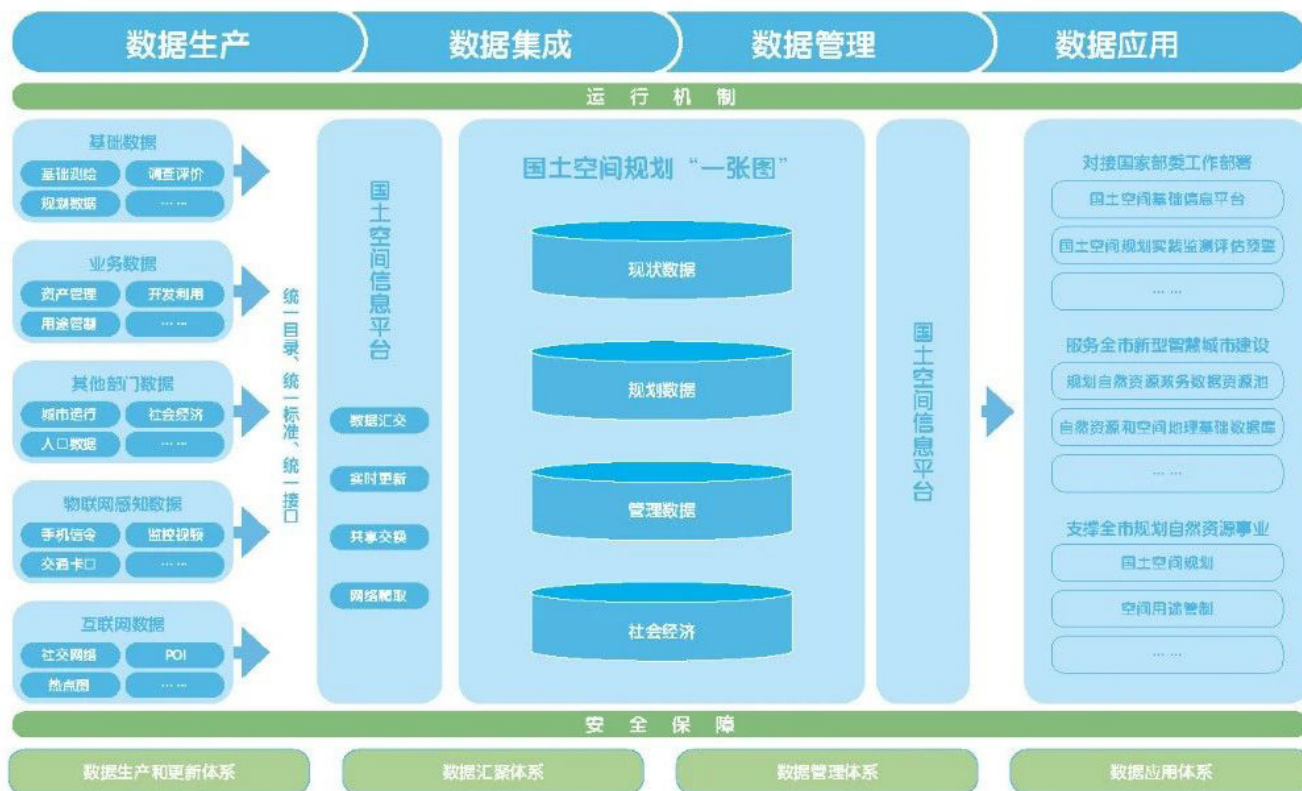 数据生产
数据集成
数据管理
数据应用
运行机制
基础数据
基础测绘
调查评价
规划数据
… …
业务数据
资产管理
开发利用
用途管制
… …
其他部门数据
城市运行
社会经济
人口数据
… …
物联网感知数据
手机信令
监控视频
交通卡口
… …
互联网数据
社交网络
POI
热点图
… …
统一目录、统一标准、统一接口
国土空间信息平台
数据汇交
实时更新
共享交换
网络爬取
国土空间规划“一张图”
现状数据
规划数据
管理数据
社会经济
国土空间信息平台
对接国家部委工作部署
国土空间基础信息平台
国土空间规划实践监测评估预警
… …
服务全市新型智慧城市建设
规划自然资源政务数据资源池
自然资源和空间地理基础数据库
… …
支撑全市规划自然资源事业
国土空间规划
空间用途管制
… …
安全保障
数据生产和更新体系
数据汇聚体系
数据管理体系
数据应用体系